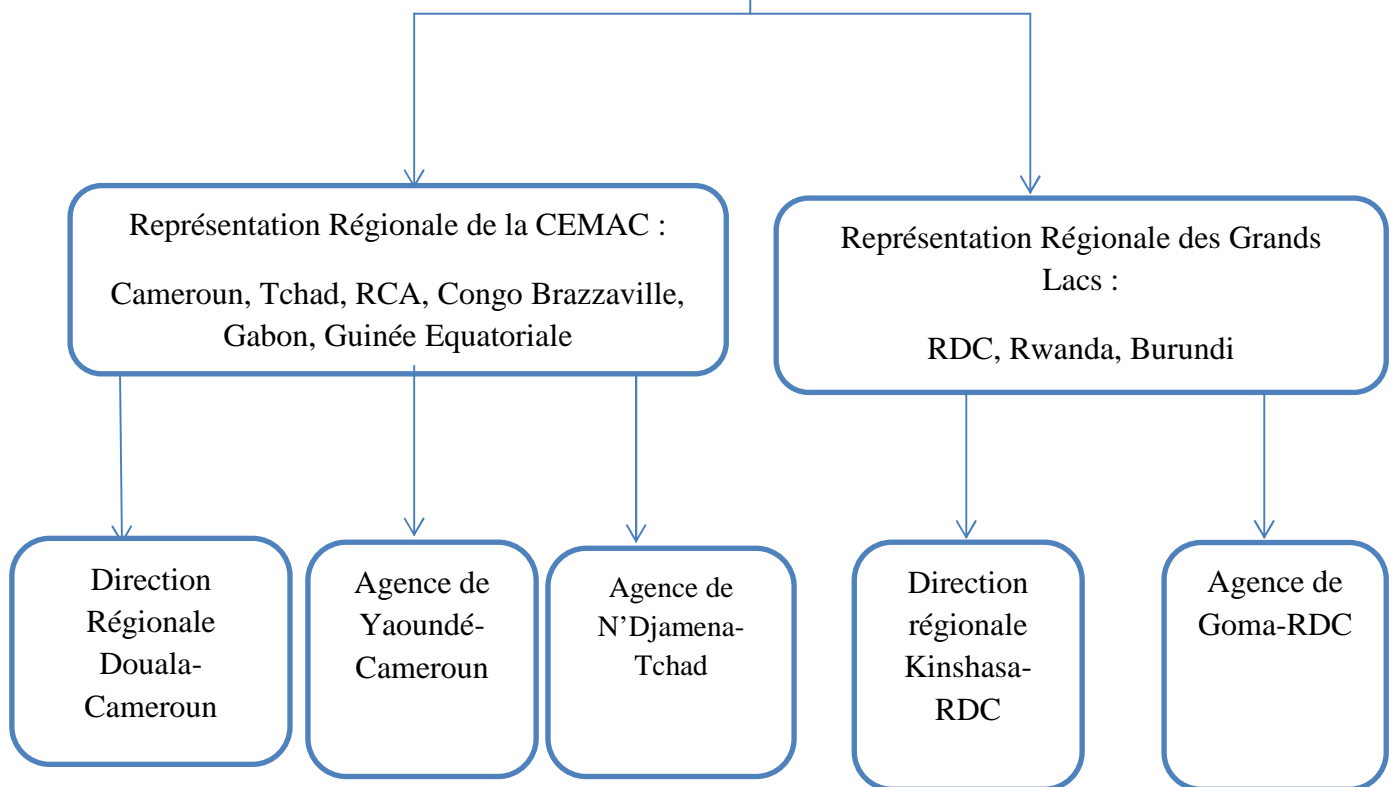 Représentation Régionale de la CEMAC :
Cameroun, Tchad, RCA, Congo Brazzaville,
Gabon, Guinée Equatoriale
Représentation Régionale des Grands
Lacs :
RDC, Rwanda, Burundi
Direction
Régionale
Douala-
Cameroun
Agence de
Yaoundé-
Cameroun
Agence de
N’Djamena-
Tchad
Direction
régionale
Kinshasa-
RDC
Agence de
Goma-RDC